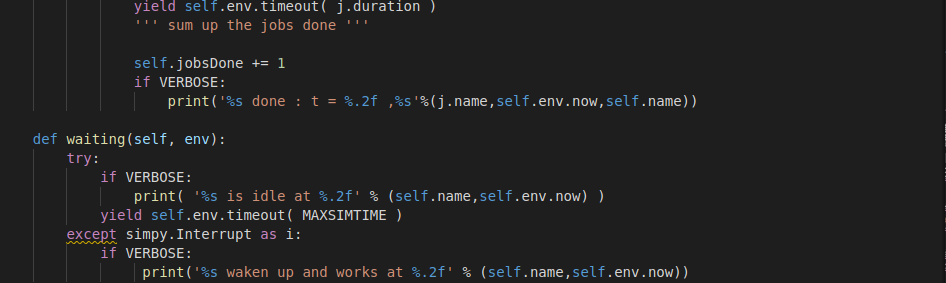 yield self.env.timeout( j.duration )
''' sum up the jobs done '''
self.jobsDone += 1
if VERBOSE:
print('%s done : t = %.2f ,%s'%(j.name,self.env.now,self.name))
def waiting(self, env):
try:
if VERBOSE:
print( '%s is idle at %.2f' % (self.name,self.env.now) )
yield self.env.timeout( MAXSIMTIME )
except simpy.Interrupt as i:
if VERBOSE:
print('%s waken up and works at %.2f' % (self.name,self.env.now))